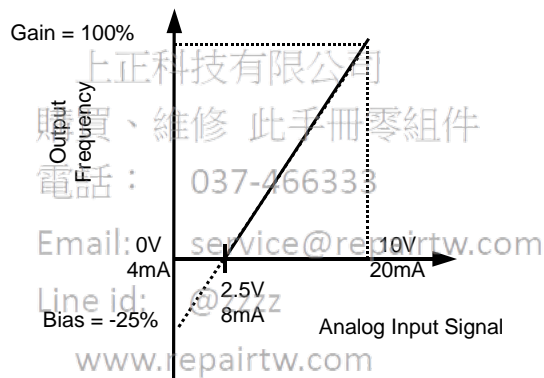 Gain = 100%
上正科技有限公司
Output
Frequency
購買、維修 此手冊零組件
電話： 037-466333
Email: service@repairtw.com
0V
4mA
10V
20mA
2.5V
8mA
Line id: @zzzz
Bias = -25%
Analog Input Signal
www.repairtw.com